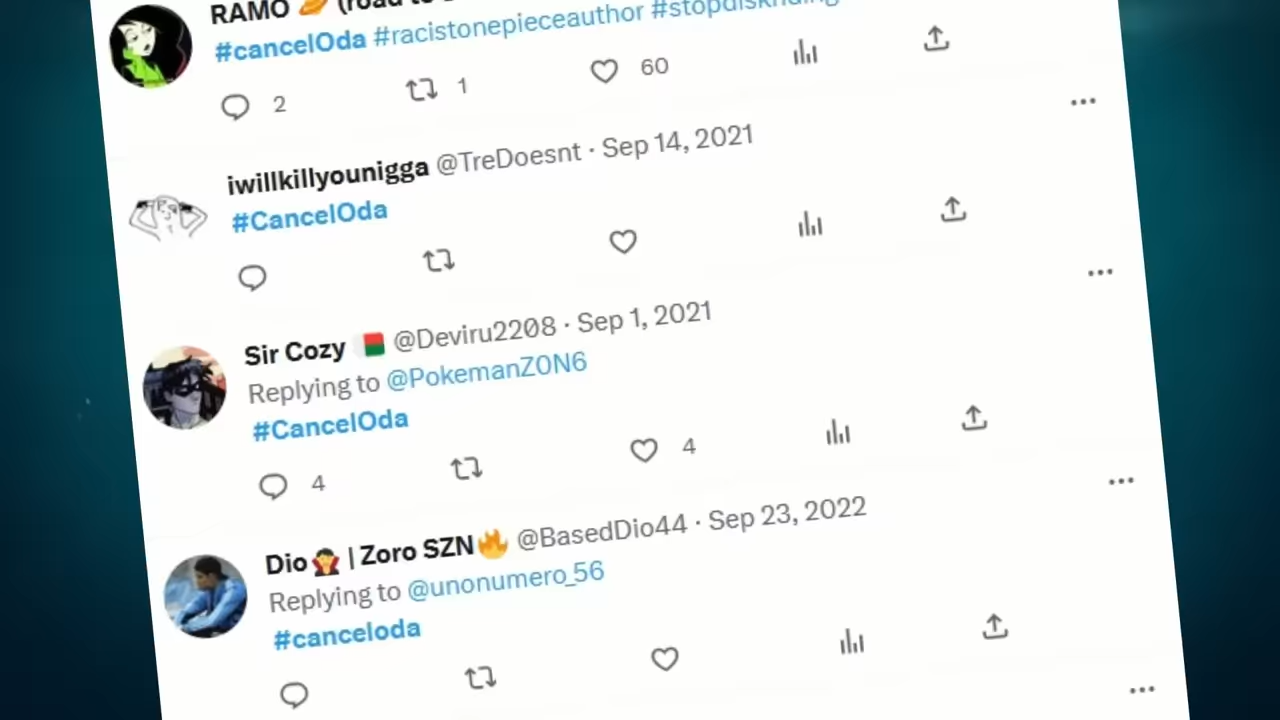 RAMO
#cancelOda #racistonepieceauthor
2 1 60
iwillkillyounigga @TreDoesnt · Sep 14, 2021
#CancelOda
Sir Cozy @Deviru2208 · Sep 1, 2021
Replying to @PokemanZ0N6
#CancelOda
4 4
Dio | Zoro SZN @BasedDio44 · Sep 23, 2022
Replying to @unonumero_56
#canceloda